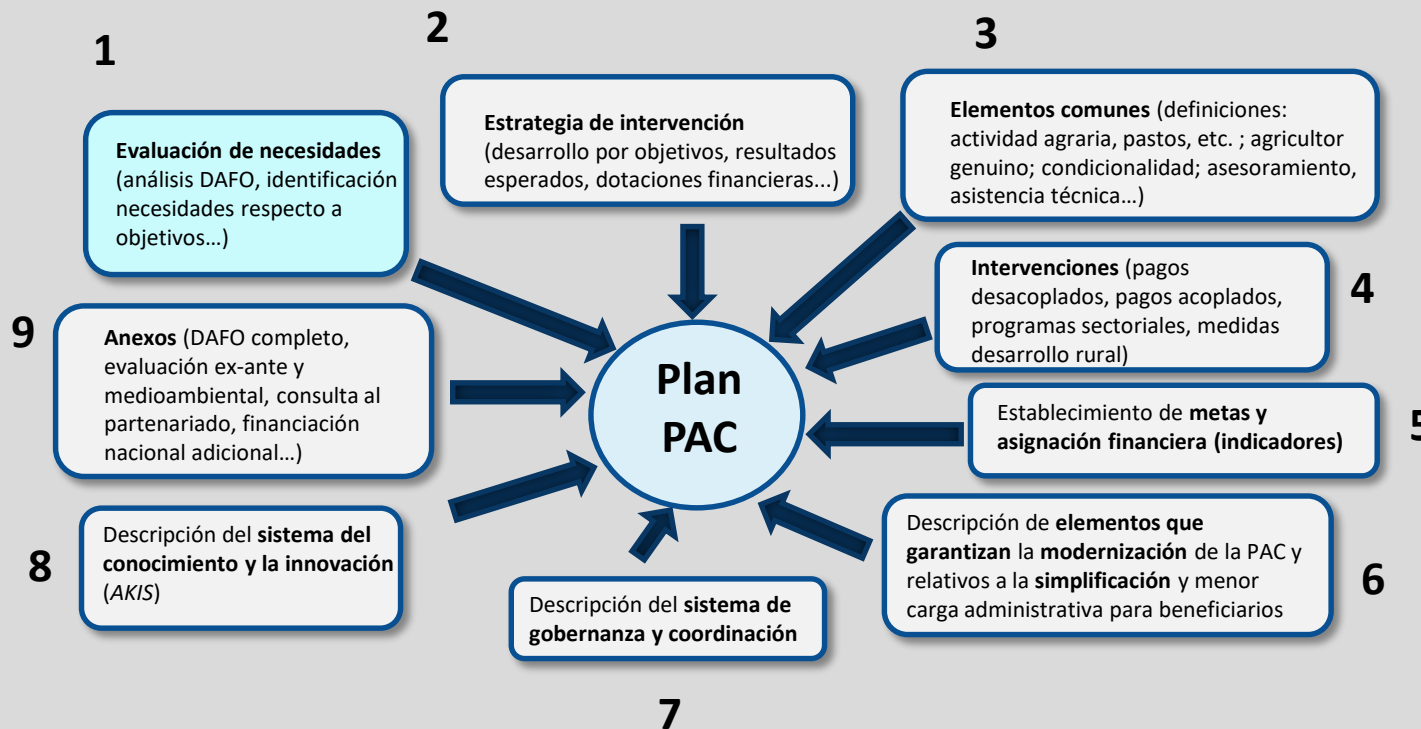 1
Evaluación de necesidades
(análisis DAFO, identificación
necesidades respecto a
objetivos...)
2
Estrategia de intervención
(desarrollo por objetivos, resultados
esperados, dotaciones financieras...)
3
Elementos comunes (definiciones:
actividad agraria, pastos, etc. ; agricultor
genuino; condicionalidad; asesoramiento,
asistencia técnica...)
4
Intervenciones (pagos
desacoplados, pagos acoplados,
programas sectoriales, medidas
desarrollo rural)
5
Establecimiento de metas y
asignación financiera (indicadores)
6
Descripción de elementos que
garantizan la modernización de la PAC y
relativos a la simplificación y menor
carga administrativa para beneficiarios
7
Descripción del sistema de
gobernanza y coordinación
8
Descripción del sistema del
conocimiento y la innovación
(AKIS)
9
Anexos (DAFO completo,
evaluación ex-ante y
medioambiental, consulta al
partenariado, financiación
nacional adicional...)
Plan
PAC